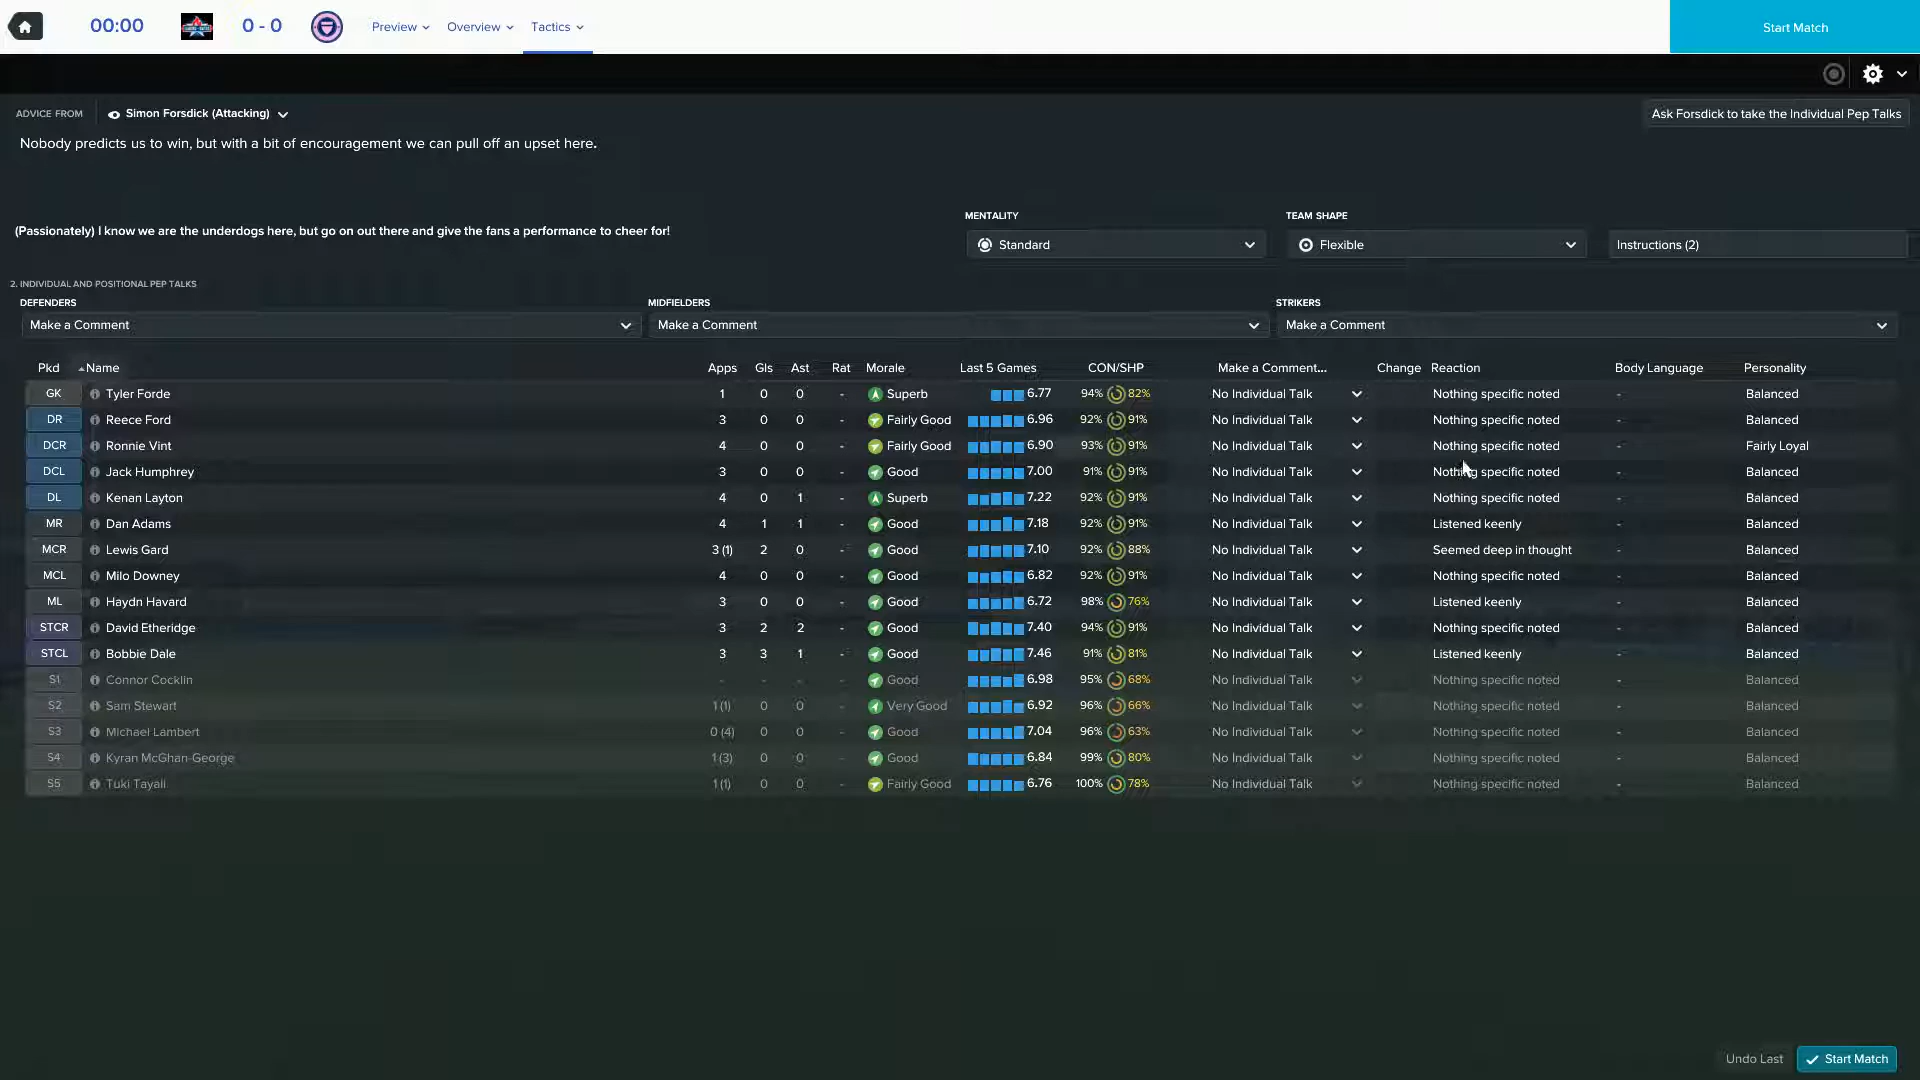 00:00 0 - 0 Preview Overview Tactics Start Match
ADVICE FROM Simon Forsdick (Attacking) Ask Forsdick to take the Individual Pep Talks
Nobody predicts us to win, but with a bit of encouragement we can pull off an upset here.
MENTALITY TEAM SHAPE
(Passionately) I know we are the underdogs here, but go on out there and give the fans a performance to cheer for!
Standard Flexible Instructions (2)
2. INDIVIDUAL AND POSITIONAL PEP TALKS
DEFENDERS MIDFIELDERS STRIKERS
Make a Comment Make a Comment Make a Comment
Pkd Name Apps Gls Ast Rat Morale Last 5 Games CON/SHP Make a Comment... Change Reaction Body Language Personality
GK Tyler Forde 1 0 0 - Superb 6.77 94% 82% No Individual Talk Nothing specific noted - Balanced
DR Reece Ford 3 0 0 - Fairly Good 6.96 92% 91% No Individual Talk Nothing specific noted - Balanced
DCR Ronnie Vint 4 0 0 - Fairly Good 6.90 93% 91% No Individual Talk Nothing specific noted - Fairly Loyal
DCL Jack Humphrey 3 0 0 - Good 7.00 91% 91% No Individual Talk Nothing specific noted - Balanced
DL Kenan Layton 4 0 1 - Superb 7.22 92% 91% No Individual Talk Nothing specific noted - Balanced
MR Dan Adams 4 1 1 - Good 7.18 92% 91% No Individual Talk Listened keenly - Balanced
MCR Lewis Gard 3 (1) 2 0 - Good 7.10 92% 88% No Individual Talk Seemed deep in thought - Balanced
MCL Milo Downey 4 0 0 - Good 6.82 92% 91% No Individual Talk Nothing specific noted - Balanced
ML Haydn Havard 3 0 0 - Good 6.72 98% 76% No Individual Talk Listened keenly - Balanced
STCR David Etheridge 3 2 2 - Good 7.40 94% 91% No Individual Talk Nothing specific noted - Balanced
STCL Bobbie Dale 3 3 1 - Good 7.46 91% 81% No Individual Talk Listened keenly - Balanced
S1 Connor Cocklin - - - - Good 6.98 95% 68% No Individual Talk Nothing specific noted - Balanced
S2 Sam Stewart 1 (1) 0 0 - Very Good 6.92 96% 66% No Individual Talk Nothing specific noted - Balanced
S3 Michael Lambert 0 (4) 0 0 - Good 7.04 96% 63% No Individual Talk Nothing specific noted - Balanced
S4 Kyran McGhan-George 1 (3) 0 0 - Good 6.84 99% 80% No Individual Talk Nothing specific noted - Balanced
S5 Tuki Tayali 1 (1) 0 0 - Fairly Good 6.76 100% 78% No Individual Talk Nothing specific noted - Balanced
Undo Last Start Match